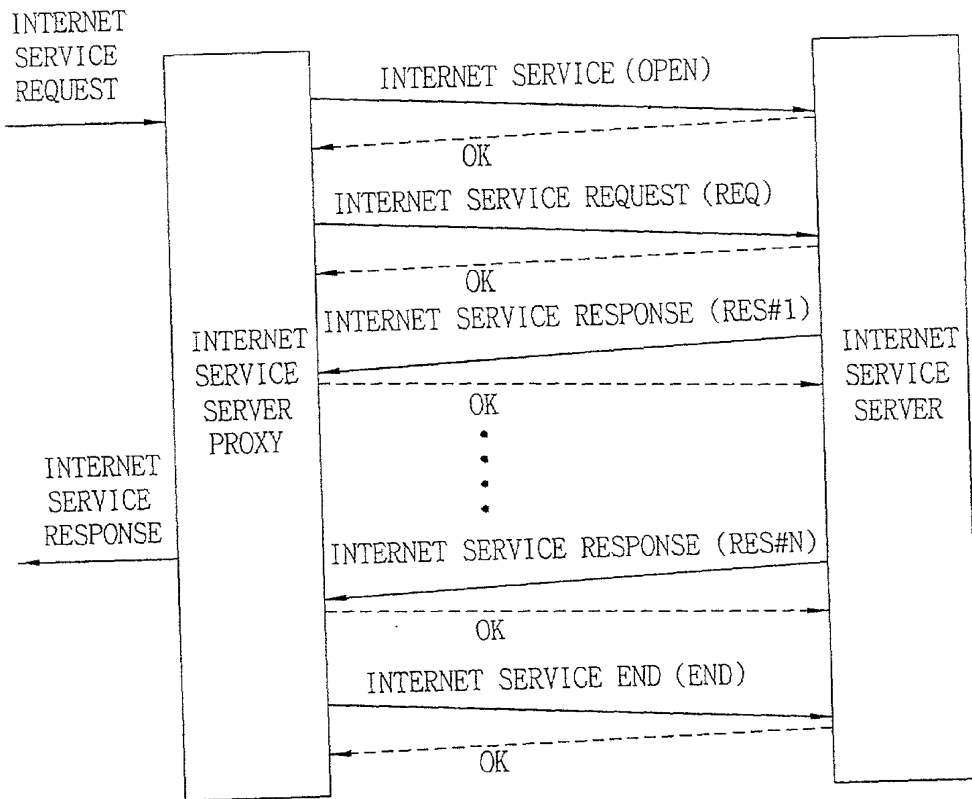 INTERNET
SERVICE
REQUEST
INTERNET SERVICE (OPEN)
OK
INTERNET SERVICE REQUEST (REQ)
OK
INTERNET SERVICE RESPONSE (RES#1)
OK
INTERNET
SERVICE
SERVER
PROXY
INTERNET
SERVICE
SERVER
INTERNET
SERVICE
RESPONSE
INTERNET SERVICE RESPONSE (RES#N)
OK
INTERNET SERVICE END (END)
OK